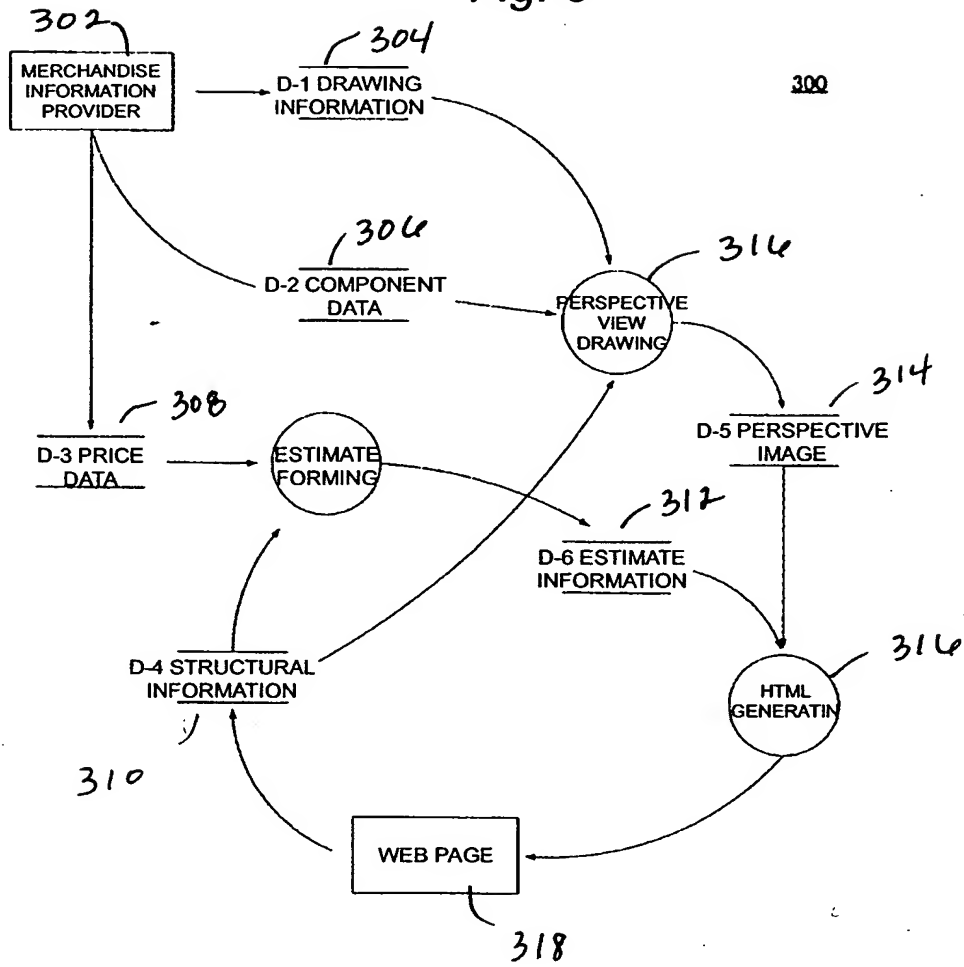 302
304
MERCHANDISE
INFORMATION
PROVIDER
D-1 DRAWING
INFORMATION
300
306
D-2 COMPONENT
DATA
316
PERSPECTIVE
VIEW
DRAWING
308
D-3 PRICE
DATA
ESTIMATE
FORMING
314
D-5 PERSPECTIVE
IMAGE
312
D-6 ESTIMATE
INFORMATION
D-4 STRUCTURAL
INFORMATION
310
316
HTML
GENERATIN
WEB PAGE
318